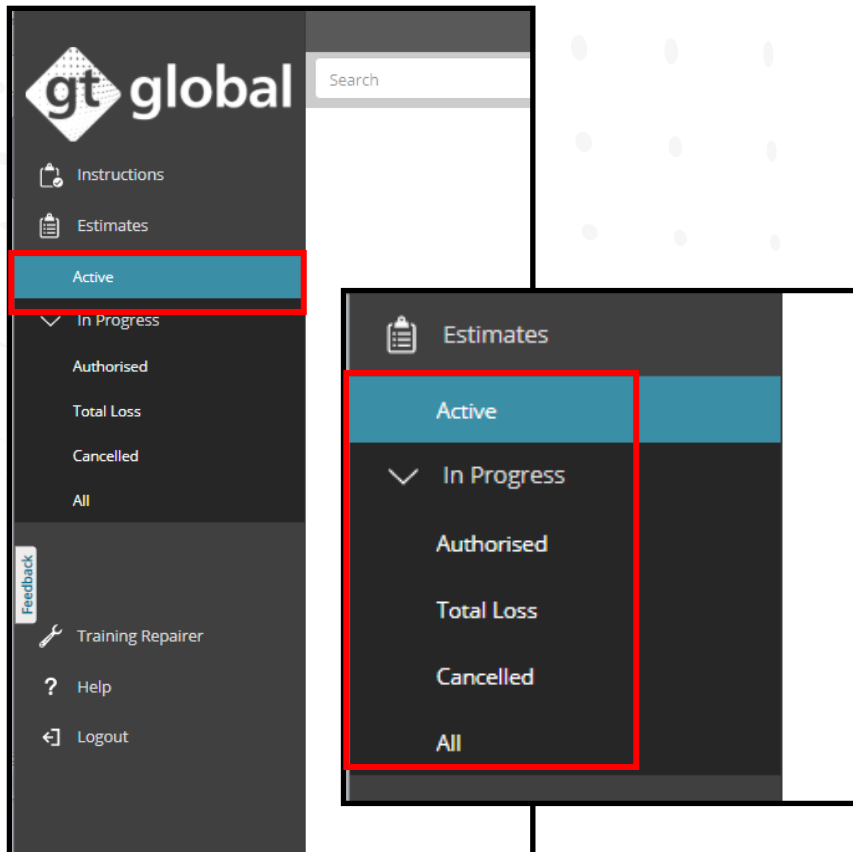 gt global
Search
Instructions
Estimates
Active
In Progress
Authorised
Total Loss
Cancelled
All
Feedback
Training Repairer
? Help
Logout
Estimates
Active
In Progress
Authorised
Total Loss
Cancelled
All